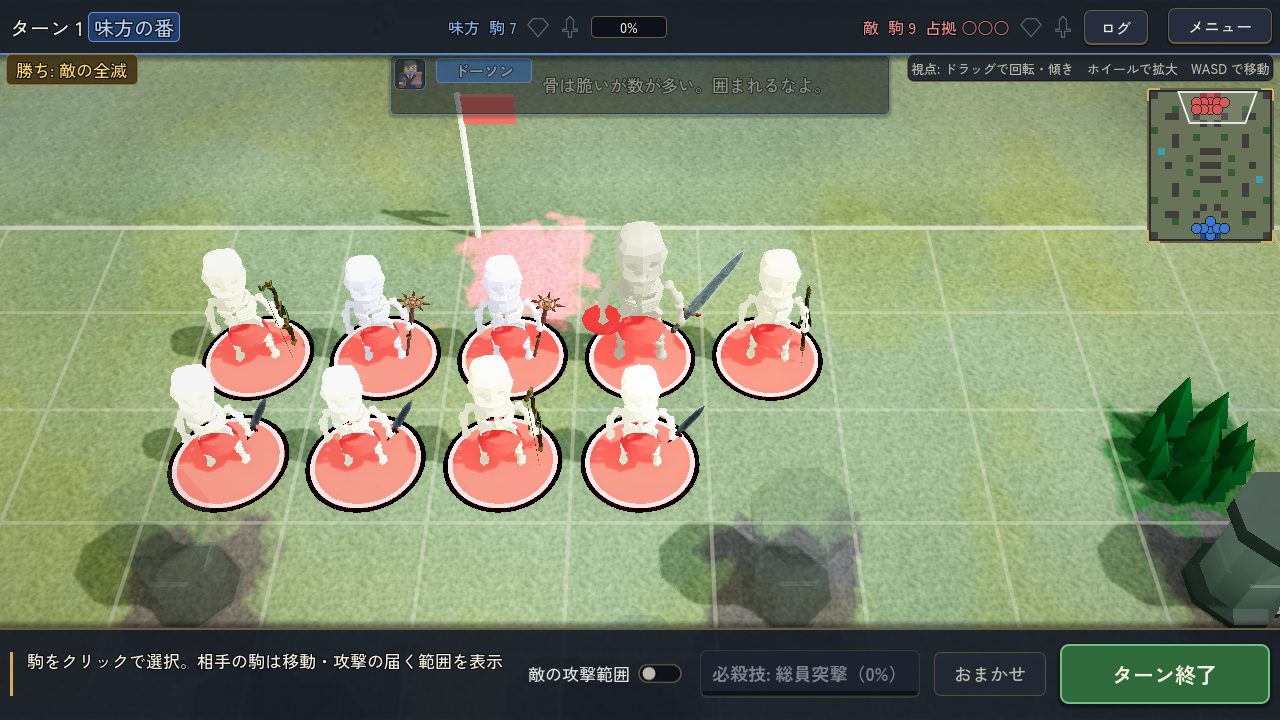 ターン 1 味方の番
味方 駒 7
0%
敵 駒 9 占拠 〇〇〇
ログ
メニュー
勝ち: 敵の全滅
ドーソン
骨は脆いが数が多い。囲まれるなよ。
視点: ドラッグで回転・傾き ホイールで拡大 WASD で移動
駒をクリックで選択。相手の駒は移動・攻撃の届く範囲を表示
敵の攻撃範囲
必殺技: 総員突撃（0%）
おまかせ
ターン終了